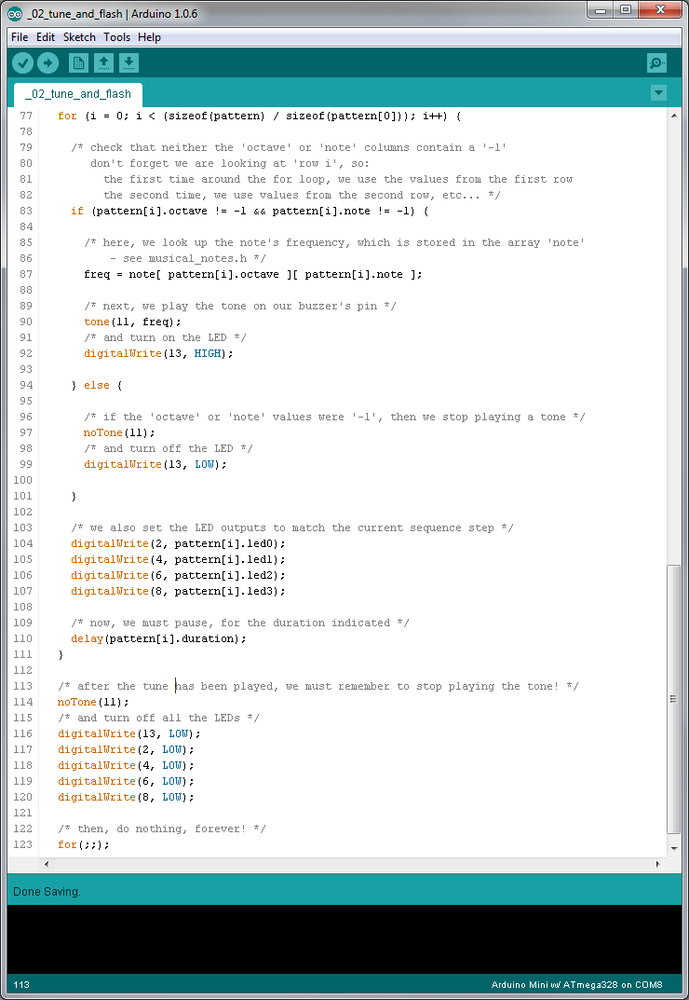 _02_tune_and_flash | Arduino 1.0.6
File Edit Sketch Tools Help
_02_tune_and_flash
77 for (i = 0; i < (sizeof(pattern) / sizeof(pattern[0])); i++) {
78
79 /* check that neither the 'octave' or 'note' columns contain a '-1'
80 don't forget we are looking at 'row i', so:
81 the first time around the for loop, we use the values from the first row
82 the second time, we use values from the second row, etc... */
83 if (pattern[i].octave != -1 && pattern[i].note != -1) {
84
85 /* here, we look up the note's frequency, which is stored in the array 'note'
86 - see musical_notes.h */
87 freq = note[ pattern[i].octave ][ pattern[i].note ];
88
89 /* next, we play the tone on our buzzer's pin */
90 tone(11, freq);
91 /* and turn on the LED */
92 digitalWrite(13, HIGH);
93
94 } else {
95
96 /* if the 'octave' or 'note' values were '-1', then we stop playing a tone */
97 noTone(11);
98 /* and turn off the LED */
99 digitalWrite(13, LOW);
100
101 }
102
103 /* we also set the LED outputs to match the current sequence step */
104 digitalWrite(2, pattern[i].led0);
105 digitalWrite(4, pattern[i].led1);
106 digitalWrite(6, pattern[i].led2);
107 digitalWrite(8, pattern[i].led3);
108
109 /* now, we must pause, for the duration indicated */
110 delay(pattern[i].duration);
111 }
112
113 /* after the tune has been played, we must remember to stop playing the tone! */
114 noTone(11);
115 /* and turn off all the LEDs */
116 digitalWrite(13, LOW);
117 digitalWrite(2, LOW);
118 digitalWrite(4, LOW);
119 digitalWrite(6, LOW);
120 digitalWrite(8, LOW);
121
122 /* then, do nothing, forever! */
123 for(;;);
Done Saving.
113 Arduino Mini w/ ATmega328 on COM8